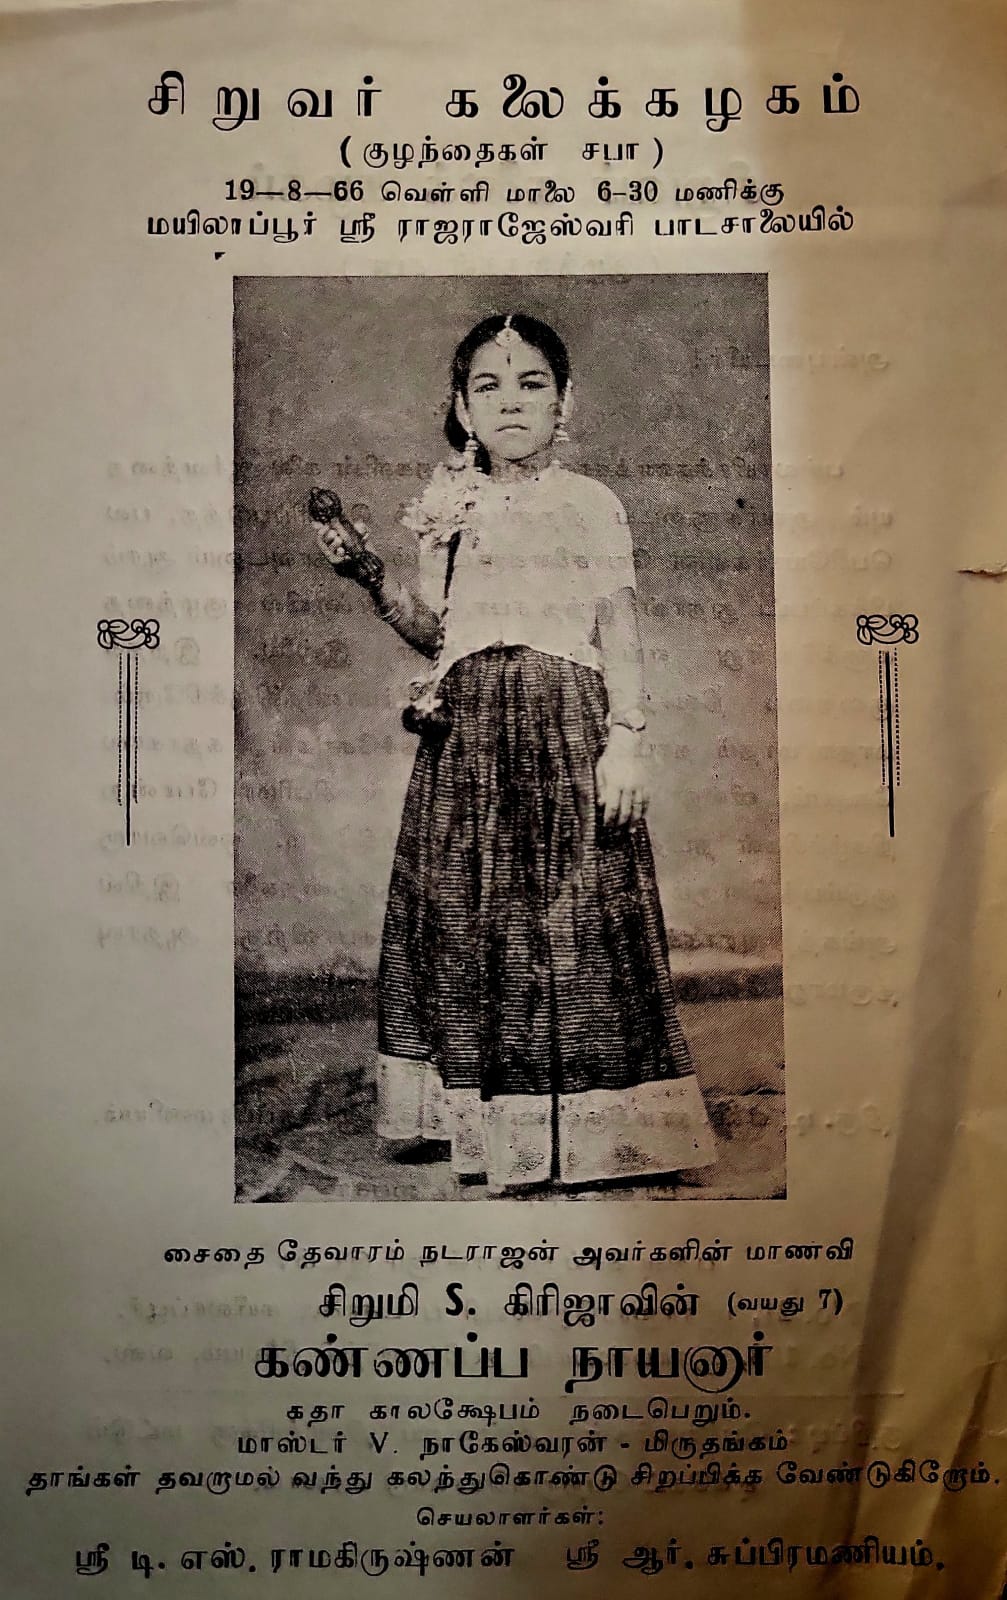 சிறுவர் கலைக்கழகம்
( குழந்தைகள் சபா )
19—8—66 வெள்ளி மாலை 6-30 மணிக்கு
மயிலாப்பூர் ஸ்ரீ ராஜராஜேஸ்வரி பாடசாலையில்
சைதை தேவாரம் நடராஜன் அவர்களின் மாணவி
சிறுமி S. கிரிஜாவின் (வயது 7)
கண்ணப்ப நாயனார்
கதா காலக்ஷேபம் நடைபெறும்.
மாஸ்டர் V. நாகேஸ்வரன் - மிருதங்கம்
தாங்கள் தவறாமல் வந்து கலந்துகொண்டு சிறப்பிக்க வேண்டுகிறோம்.
செயலாளர்கள்:
ஸ்ரீ டி. எஸ். ராமகிருஷ்ணன் ஸ்ரீ ஆர். சுப்பிரமணியம்.